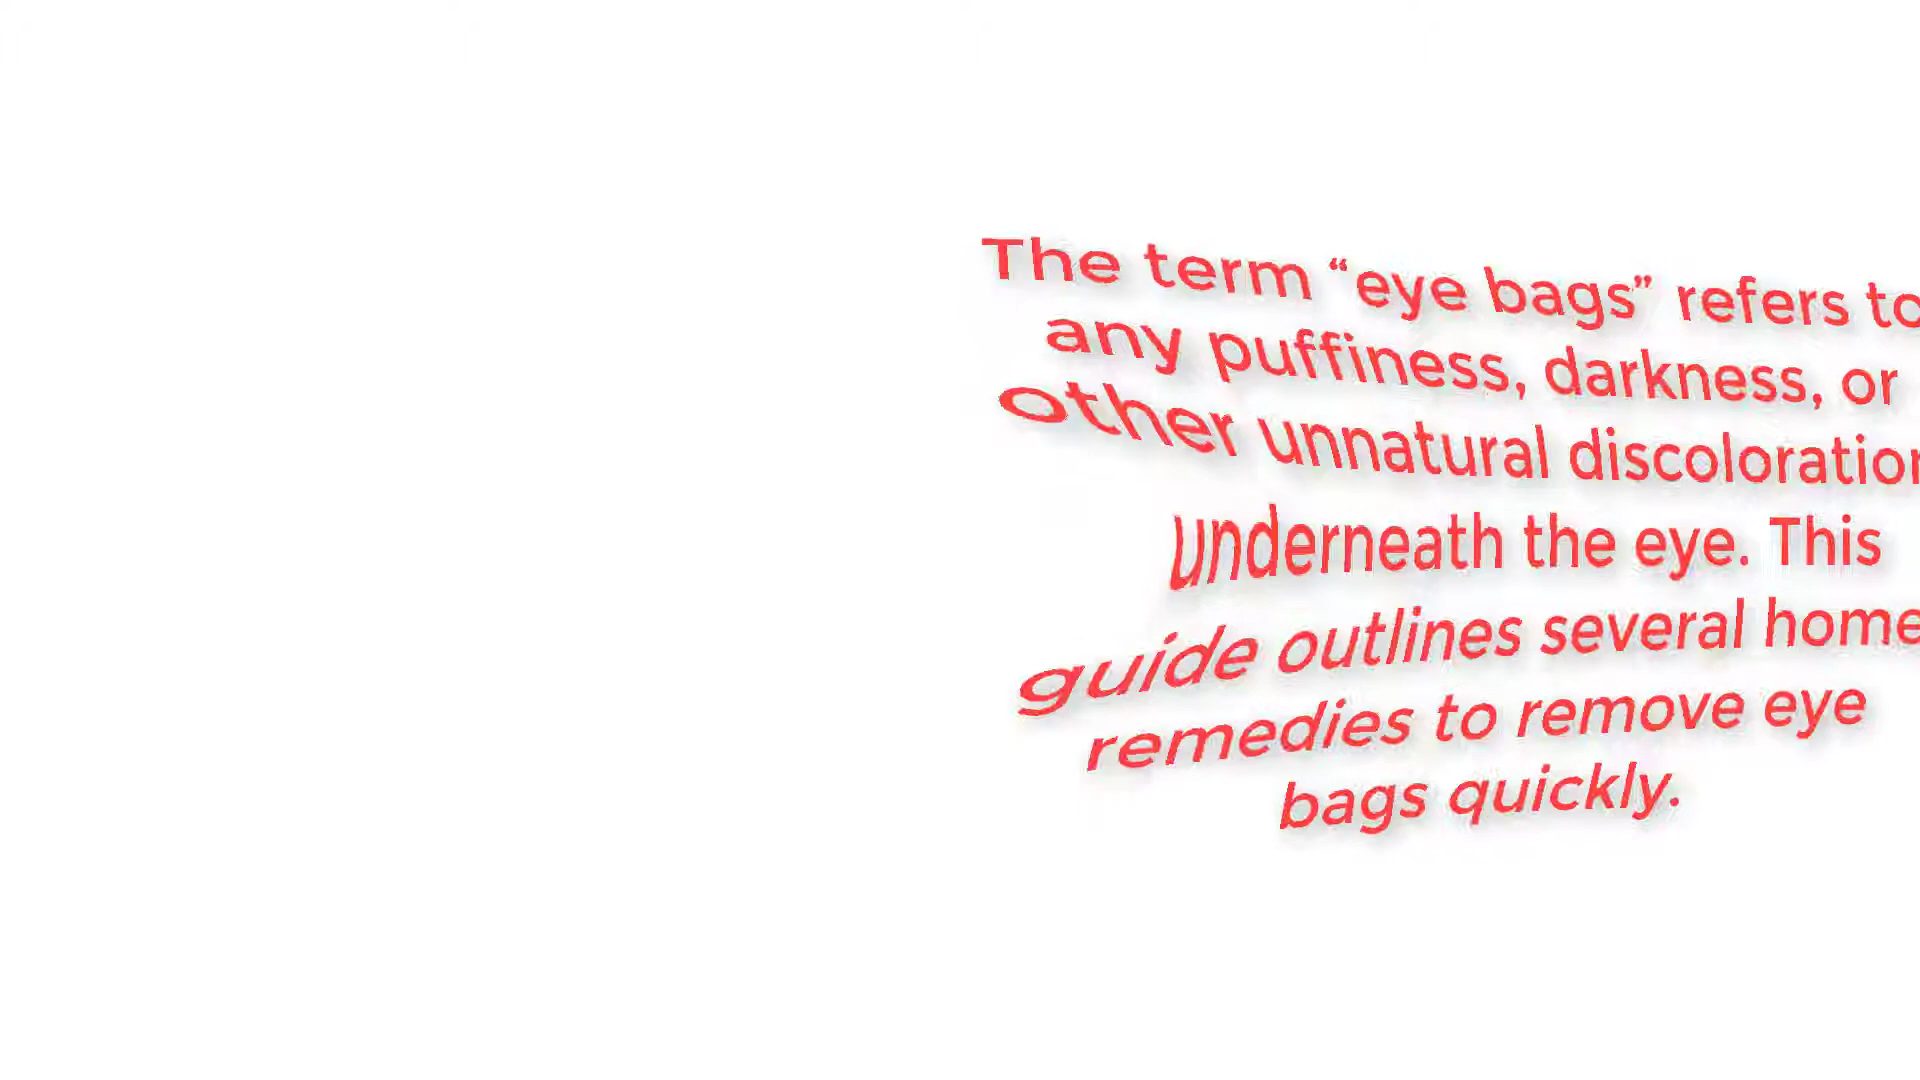 The term “eye bags” refers to
any puffiness, darkness, or
other unnatural discoloration
underneath the eye. This
guide outlines several home
remedies to remove eye
bags quickly.